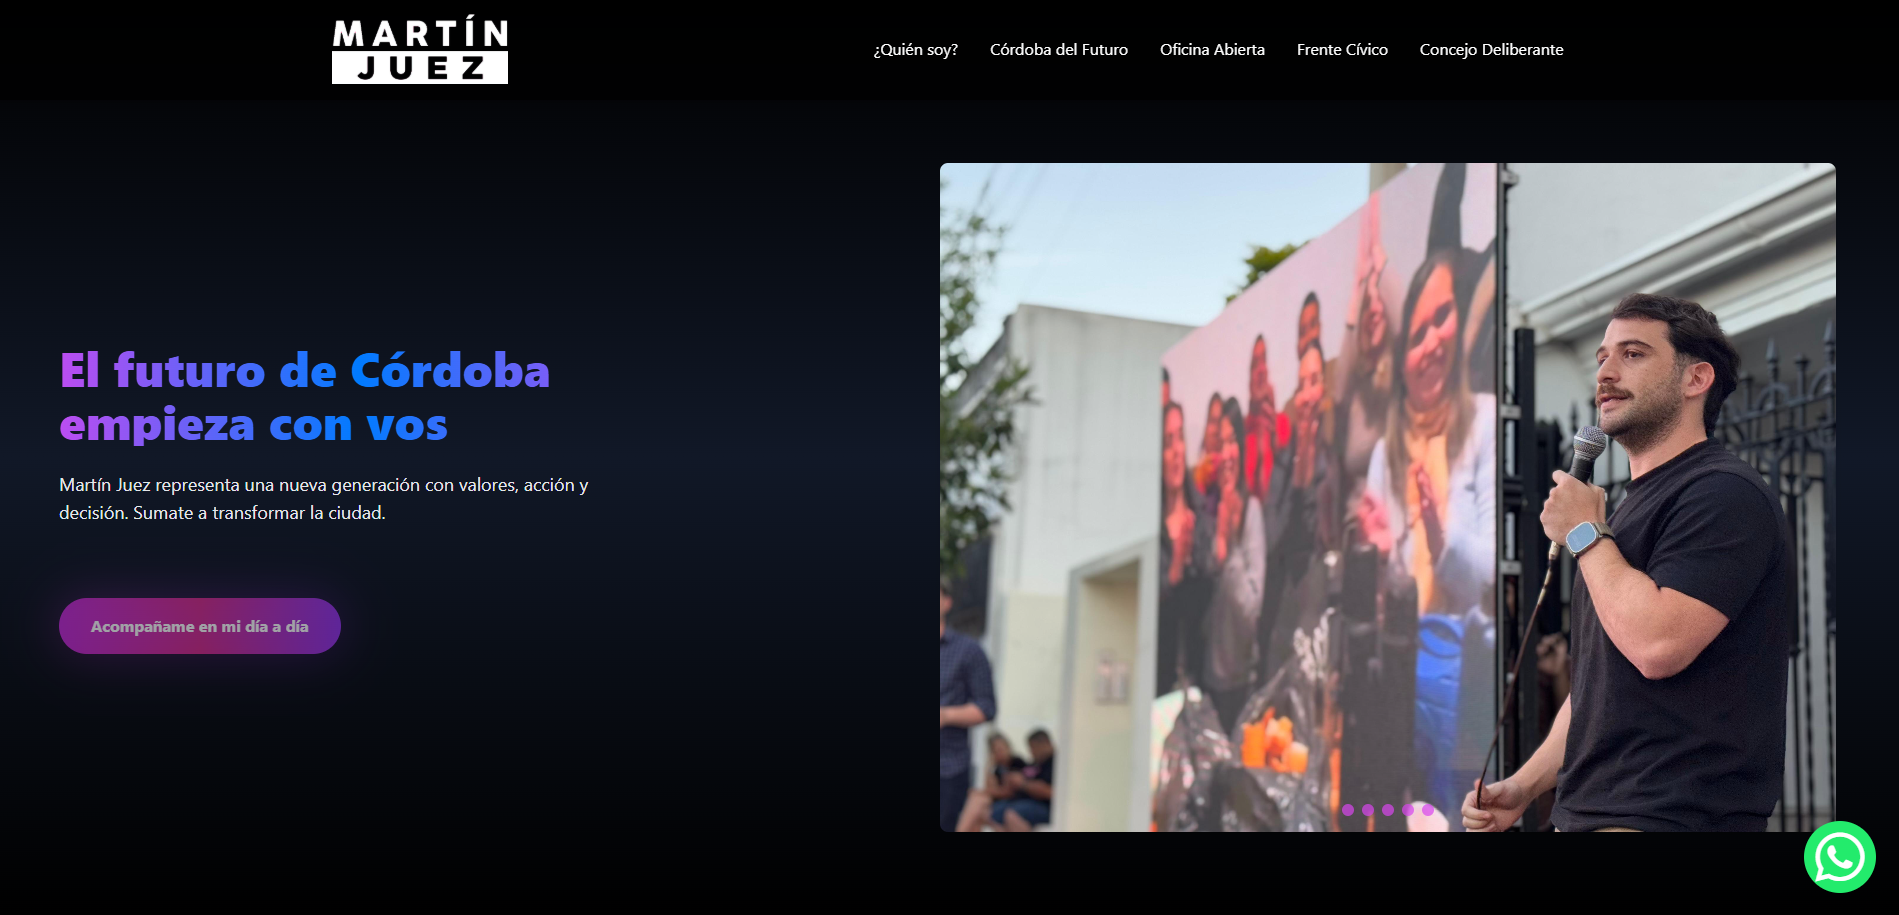 MARTÍN
JUEZ
¿Quién soy?
Córdoba del Futuro
Oficina Abierta
Frente Cívico
Concejo Deliberante
El futuro de Córdoba
empieza con vos
Martín Juez representa una nueva generación con valores, acción y
decisión. Sumate a transformar la ciudad.
Acompañame en mi día a día